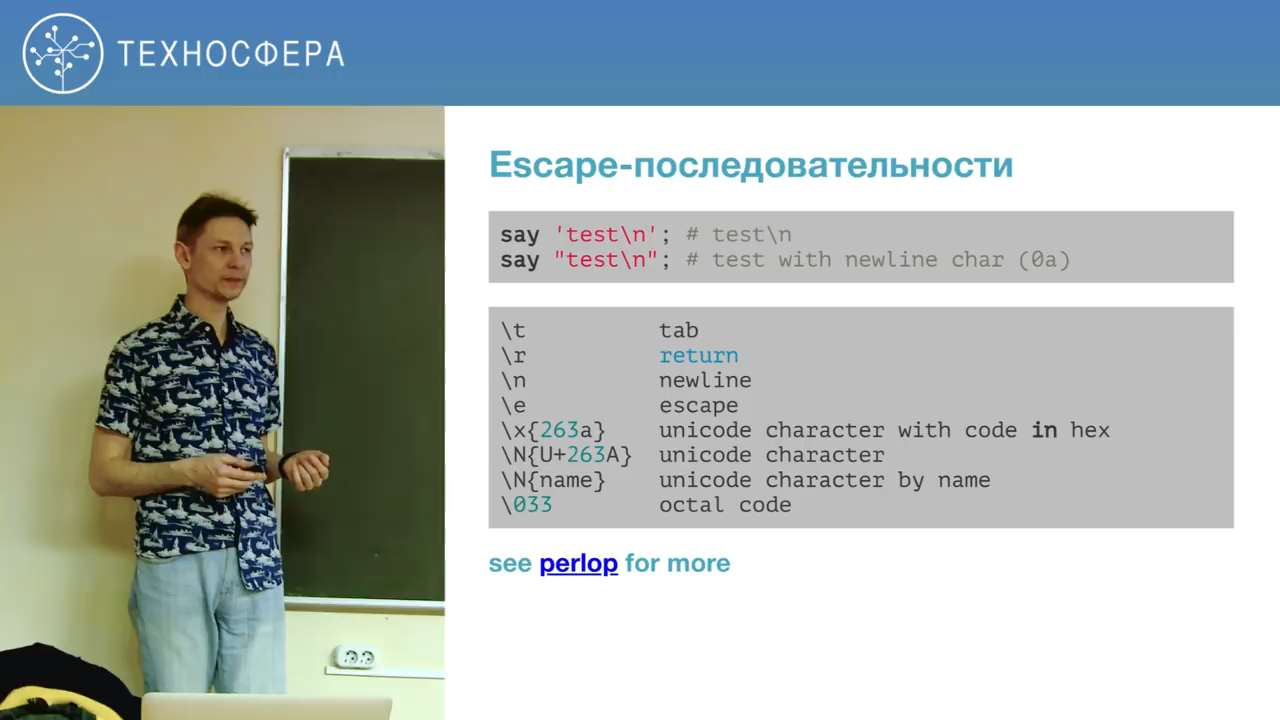 ТЕХНОСФЕРА
Escape-последовательности
say 'test\n'; # test\n
say "test\n"; # test with newline char (0a)
\t tab
\r return
\n newline
\e escape
\x{263a} unicode character with code in hex
\N{U+263A} unicode character
\N{name} unicode character by name
\033 octal code
see perlop for more